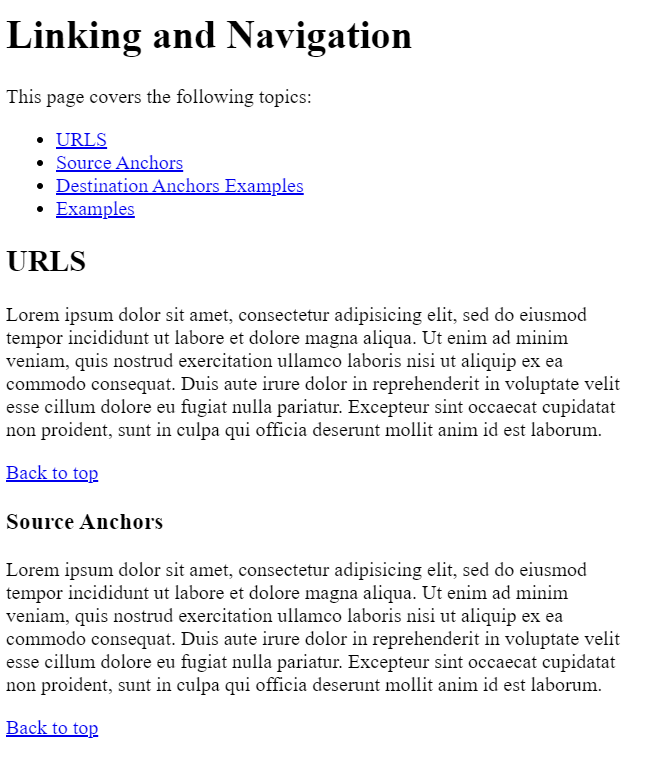 Linking and Navigation
This page covers the following topics:
URLS
Source Anchors
Destination Anchors Examples
Examples
URLS
Lorem ipsum dolor sit amet, consectetur adipisicing elit, sed do eiusmod
tempor incididunt ut labore et dolore magna aliqua. Ut enim ad minim
veniam, quis nostrud exercitation ullamco laboris nisi ut aliquip ex ea
commodo consequat. Duis aute irure dolor in reprehenderit in voluptate velit
esse cillum dolore eu fugiat nulla pariatur. Excepteur sint occaecat cupidatat
non proident, sunt in culpa qui officia deserunt mollit anim id est laborum.
Back to top
Source Anchors
Lorem ipsum dolor sit amet, consectetur adipisicing elit, sed do eiusmod
tempor incididunt ut labore et dolore magna aliqua. Ut enim ad minim
veniam, quis nostrud exercitation ullamco laboris nisi ut aliquip ex ea
commodo consequat. Duis aute irure dolor in reprehenderit in voluptate velit
esse cillum dolore eu fugiat nulla pariatur. Excepteur sint occaecat cupidatat
non proident, sunt in culpa qui officia deserunt mollit anim id est laborum.
Back to top